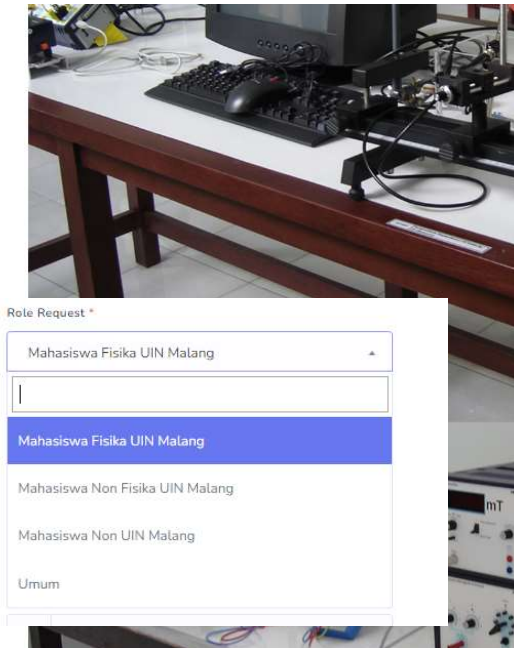 Role Request *
Mahasiswa Fisika UIN Malang
Mahasiswa Fisika UIN Malang
Mahasiswa Non Fisika UIN Malang
Mahasiswa Non UIN Malang
Umum
mT